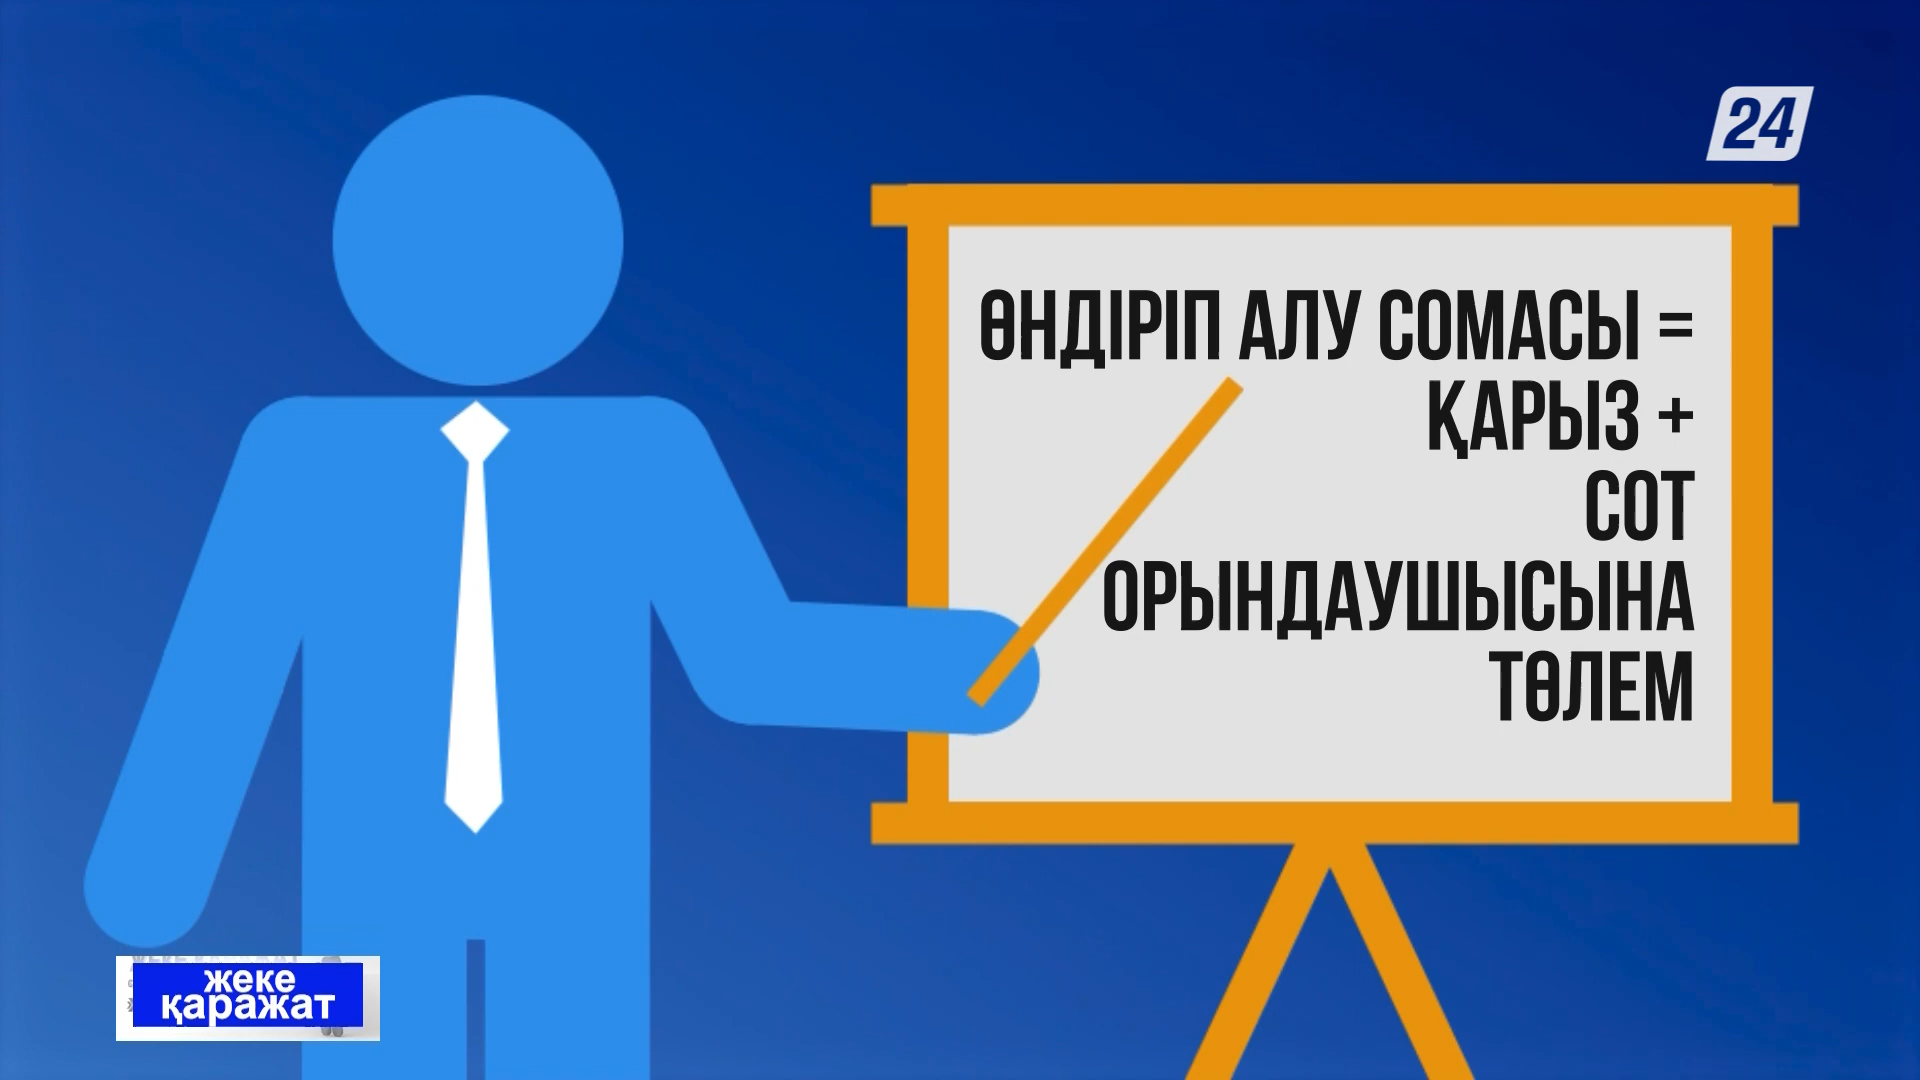 24
ӨНДІРІП АЛУ СОМАСЫ =
ҚАРЫЗ +
СОТ
ОРЫНДАУШЫСЫНА
ТӨЛЕМ
жеке
қаражат